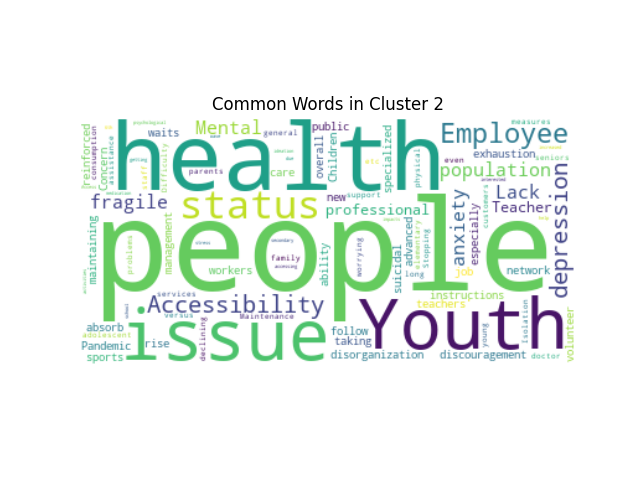 Common Words in Cluster 2
health
people
Youth
issue
status
Employee
Mental
public
measures
waits
general
population
exhaustion
even
seniors
[reinforced
consumption
Concern
assistance
staff
Difficulty
parents
care
overall
Children
etc
specialized
physical
support
fragile
new
professional
Lack
Teacher
anxiety
especially
customers
depression
maintaining
problems
management
workers
stress
family
secondary
accessing
ability
worrying
suicidal
advanced
long
elementary
Stopping
job
network
services
Accessibility
versus
Maintenance
instructions
teachers
absorb
adolescent
Pandemic
rise
sports
declining
follow
taking
disorganization
discouragement
young
Isolation
doctor
volunteer
psychological